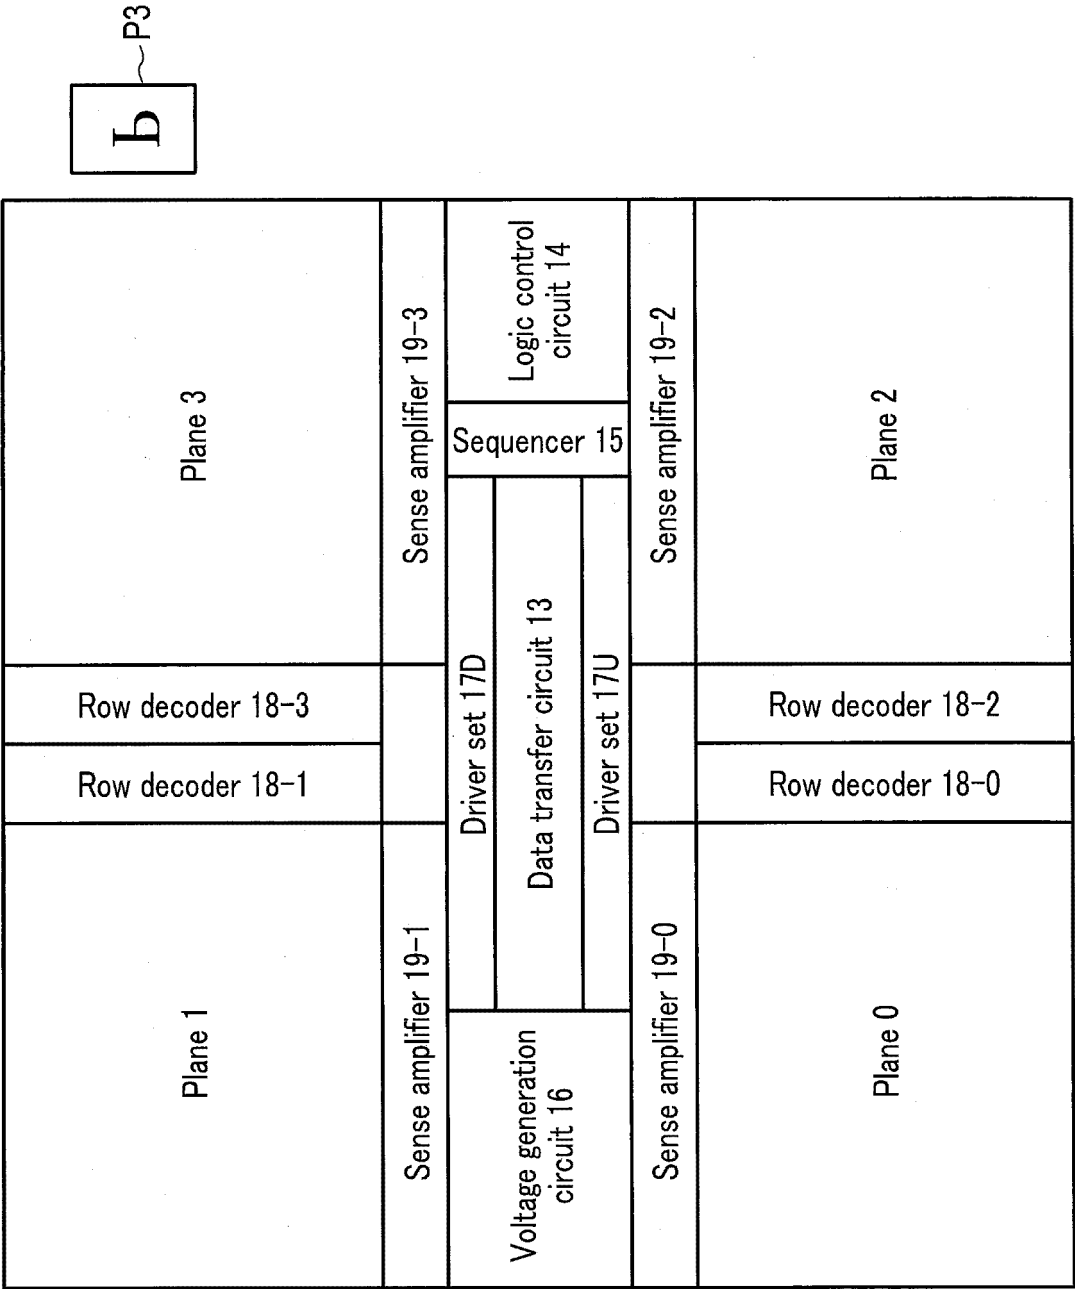 P3
Plane 1
Row decoder 18-1
Row decoder 18-3
Plane 3
Sense amplifier 19-1
Sense amplifier 19-3
Voltage generation
circuit 16
Driver set 17D
Data transfer circuit 13
Driver set 17U
Sequencer 15
Logic control
circuit 14
Sense amplifier 19-0
Sense amplifier 19-2
Plane 0
Row decoder 18-0
Row decoder 18-2
Plane 2